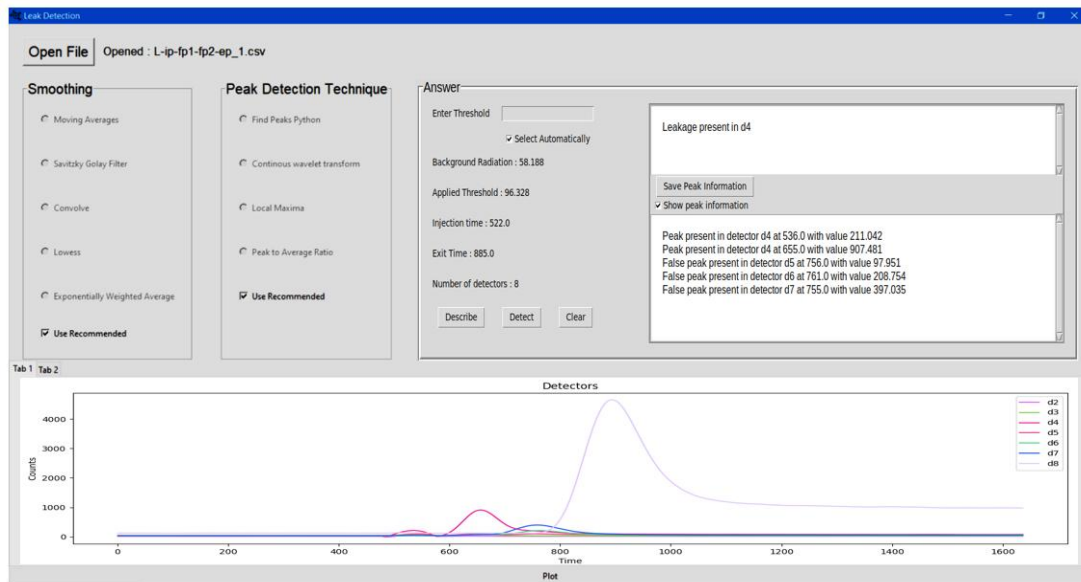 Leak Detection
Open File Opened : L-ip-fp1-fp2-ep_1.csv
Smoothing
Moving Averages
Savitzky Golay Filter
Convolve
Lowess
Exponentially Weighted Average
Use Recommended
Peak Detection Technique
Find Peaks Python
Continous wavelet transform
Local Maxima
Peak to Average Ratio
Use Recommended
Answer
Enter Threshold
Select Automatically
Background Radiation : 58.188
Applied Threshold : 96.328
Injection time : 522.0
Exit Time : 885.0
Number of detectors : 8
Describe Detect Clear
Leakage present in d4
Save Peak Information
Show peak information
Peak present in detector d4 at 536.0 with value 211.042
Peak present in detector d4 at 655.0 with value 907.481
False peak present in detector d5 at 756.0 with value 97.951
False peak present in detector d6 at 761.0 with value 208.754
False peak present in detector d7 at 755.0 with value 397.035
Tab 1 Tab 2
Detectors
4000
3000
2000
1000
0
Counts
d2
d3
d4
d5
d6
d7
d8
0 200 400 600 800 1000 1200 1400 1600
Time
Plot